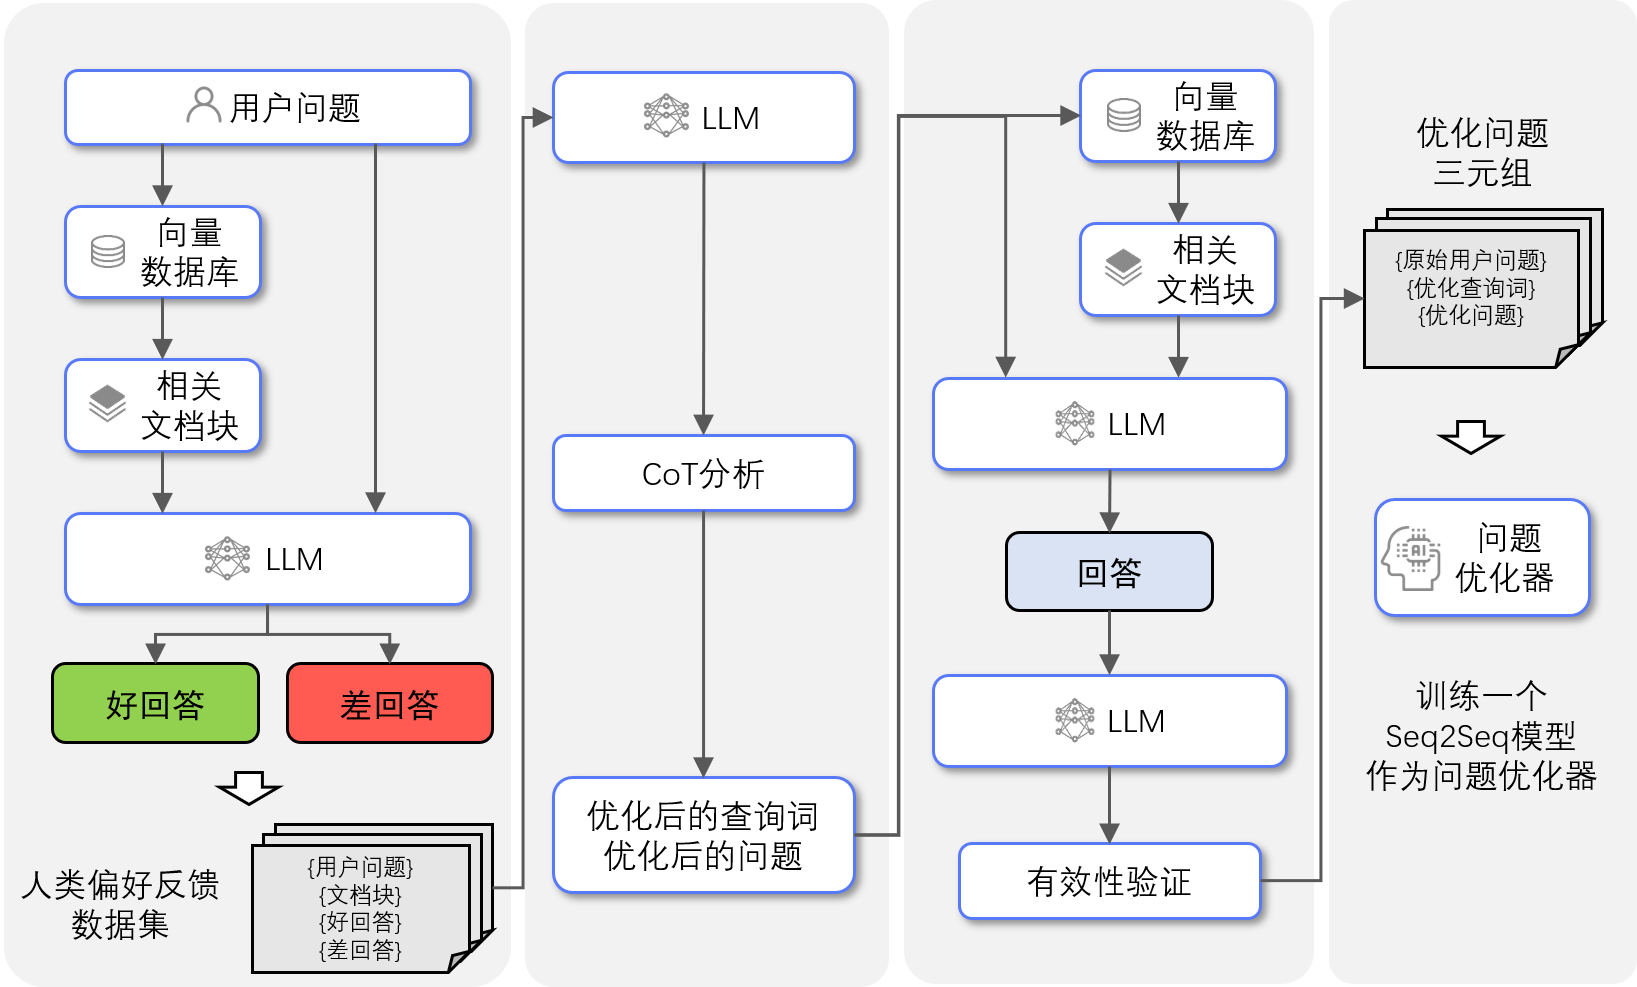 用户问题
向量
数据库
相关
文档块
LLM
好回答
差回答
人类偏好反馈
数据集
{用户问题}
{文档块}
{好回答}
{差回答}
LLM
CoT分析
优化后的查询词
优化后的问题
向量
数据库
相关
文档块
LLM
回答
LLM
有效性验证
优化问题
三元组
{原始用户问题}
{优化查询词}
{优化问题}
AI
问题
优化器
训练一个
Seq2Seq模型
作为问题优化器